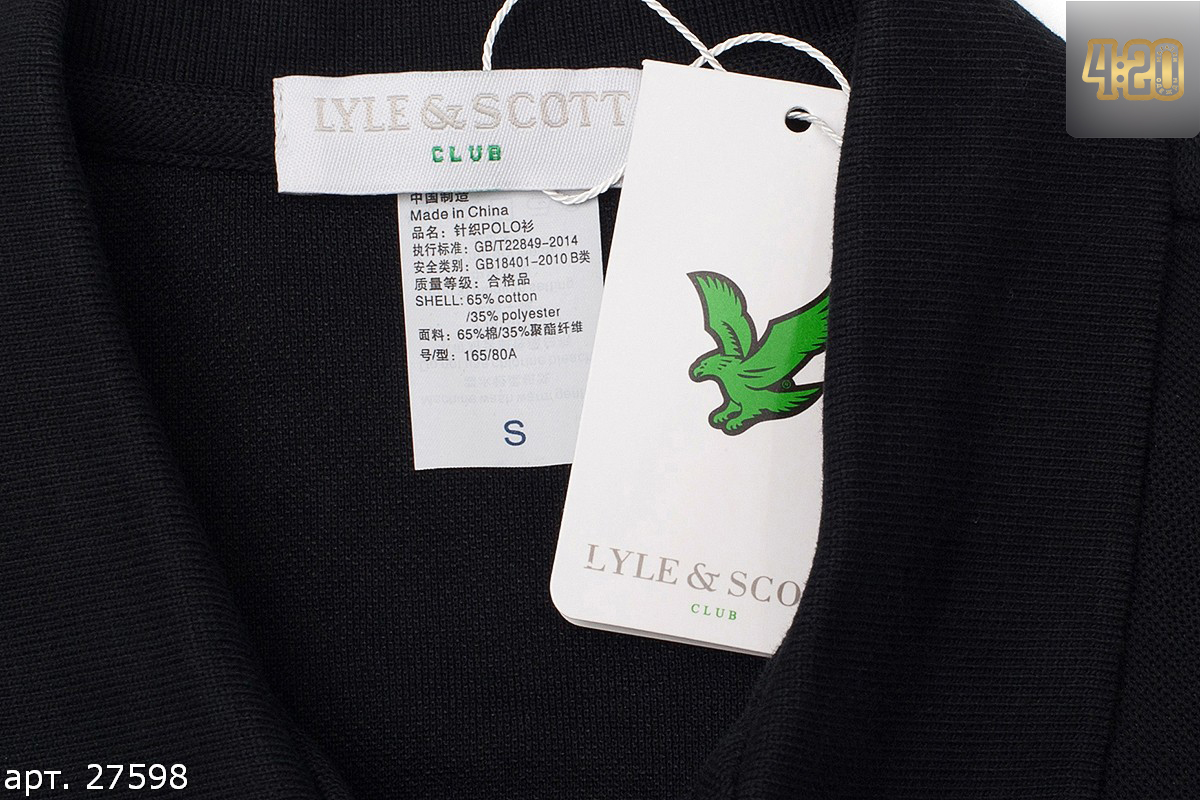 4:20
LYLE & SCOTT
CLUB
中国制造
Made in China
品名：针织POLO衫
执行标准：GB/T22849-2014
安全类别：GB18401-2010 B类
质量等级：合格品
SHELL: 65% cotton
/35% polyester
面料：65%棉/35%聚酯纤维
号/型：165/80A
S
®
LYLE & SCO
CLUB
арт. 27598